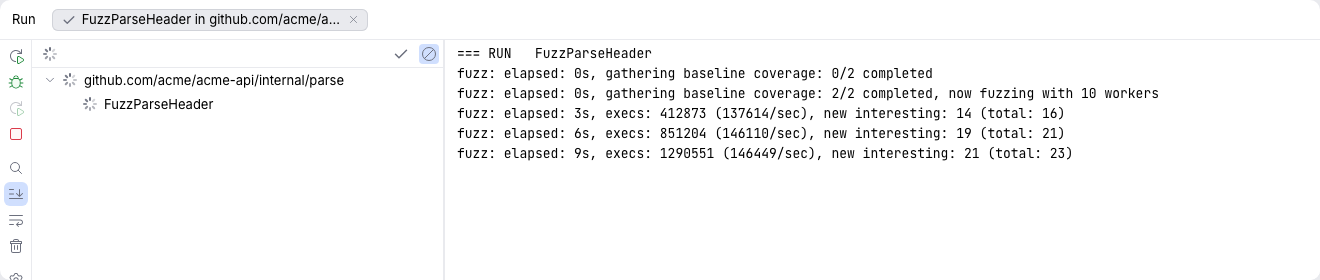 Run
FuzzParseHeader in github.com/acme/a...
github.com/acme/acme-api/internal/parse
FuzzParseHeader
=== RUN   FuzzParseHeader
fuzz: elapsed: 0s, gathering baseline coverage: 0/2 completed
fuzz: elapsed: 0s, gathering baseline coverage: 2/2 completed, now fuzzing with 10 workers
fuzz: elapsed: 3s, execs: 412873 (137614/sec), new interesting: 14 (total: 16)
fuzz: elapsed: 6s, execs: 851204 (146110/sec), new interesting: 19 (total: 21)
fuzz: elapsed: 9s, execs: 1290551 (146449/sec), new interesting: 21 (total: 23)